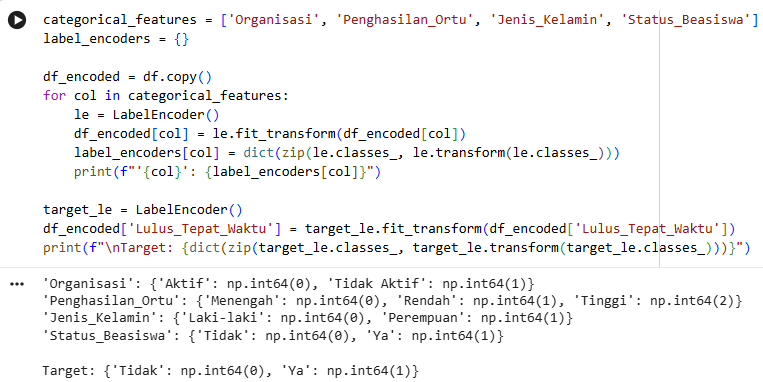 categorical_features = ['Organisasi', 'Penghasilan_Ortu', 'Jenis_Kelamin', 'Status_Beasiswa']
label_encoders = {}
df_encoded = df.copy()
for col in categorical_features:
    le = LabelEncoder()
    df_encoded[col] = le.fit_transform(df_encoded[col])
    label_encoders[col] = dict(zip(le.classes_, le.transform(le.classes_)))
    print(f"'{col}': {label_encoders[col]}")
target_le = LabelEncoder()
df_encoded['Lulus_Tepat_Waktu'] = target_le.fit_transform(df_encoded['Lulus_Tepat_Waktu'])
print(f"\nTarget: {dict(zip(target_le.classes_, target_le.transform(target_le.classes_)))}")
'Organisasi': {'Aktif': np.int64(0), 'Tidak Aktif': np.int64(1)}
'Penghasilan_Ortu': {'Menengah': np.int64(0), 'Rendah': np.int64(1), 'Tinggi': np.int64(2)}
'Jenis_Kelamin': {'Laki-laki': np.int64(0), 'Perempuan': np.int64(1)}
'Status_Beasiswa': {'Tidak': np.int64(0), 'Ya': np.int64(1)}
Target: {'Tidak': np.int64(0), 'Ya': np.int64(1)}